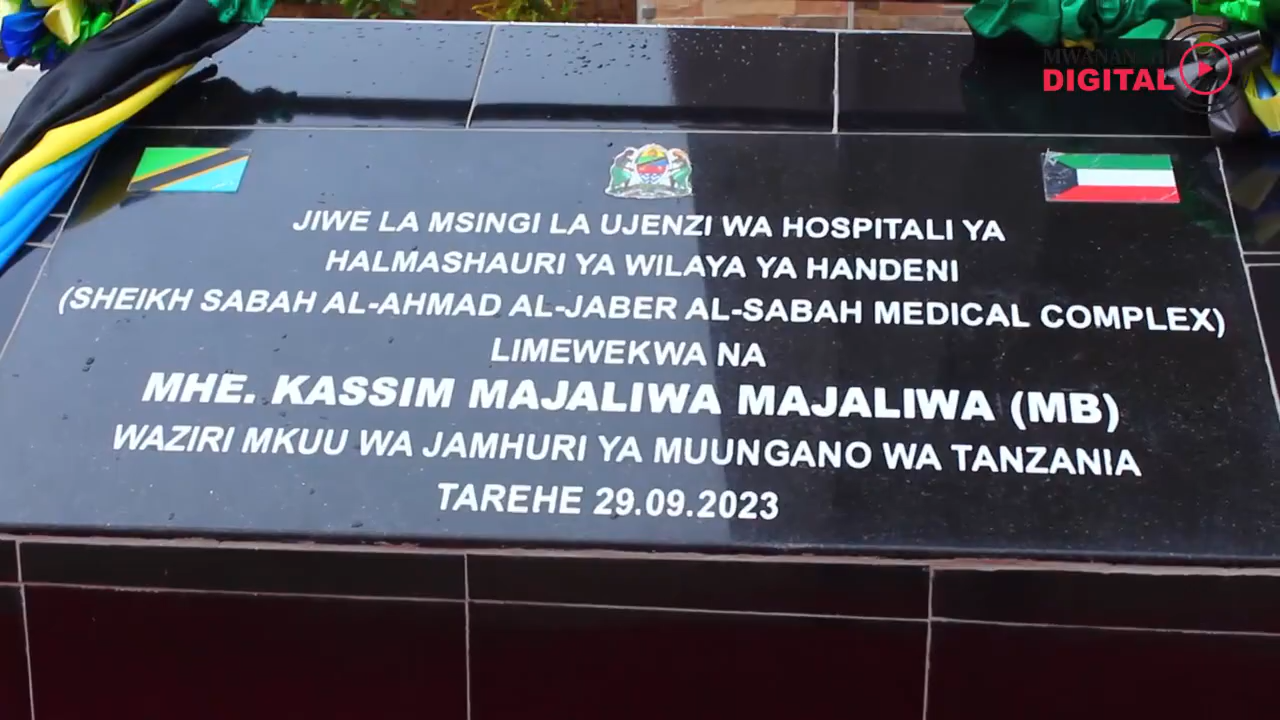 MWANANCHI
DIGITAL
JIWE LA MSINGI LA UJENZI WA HOSPITALI YA
HALMASHAURI YA WILAYA YA HANDENI
(SHEIKH SABAH AL-AHMAD AL-JABER AL-SABAH MEDICAL COMPLEX)
LIMEWEKWA NA
MHE. KASSIM MAJALIWA MAJALIWA (MB)
WAZIRI MKUU WA JAMHURI YA MUUNGANO WA TANZANIA
TAREHE 29.09.2023